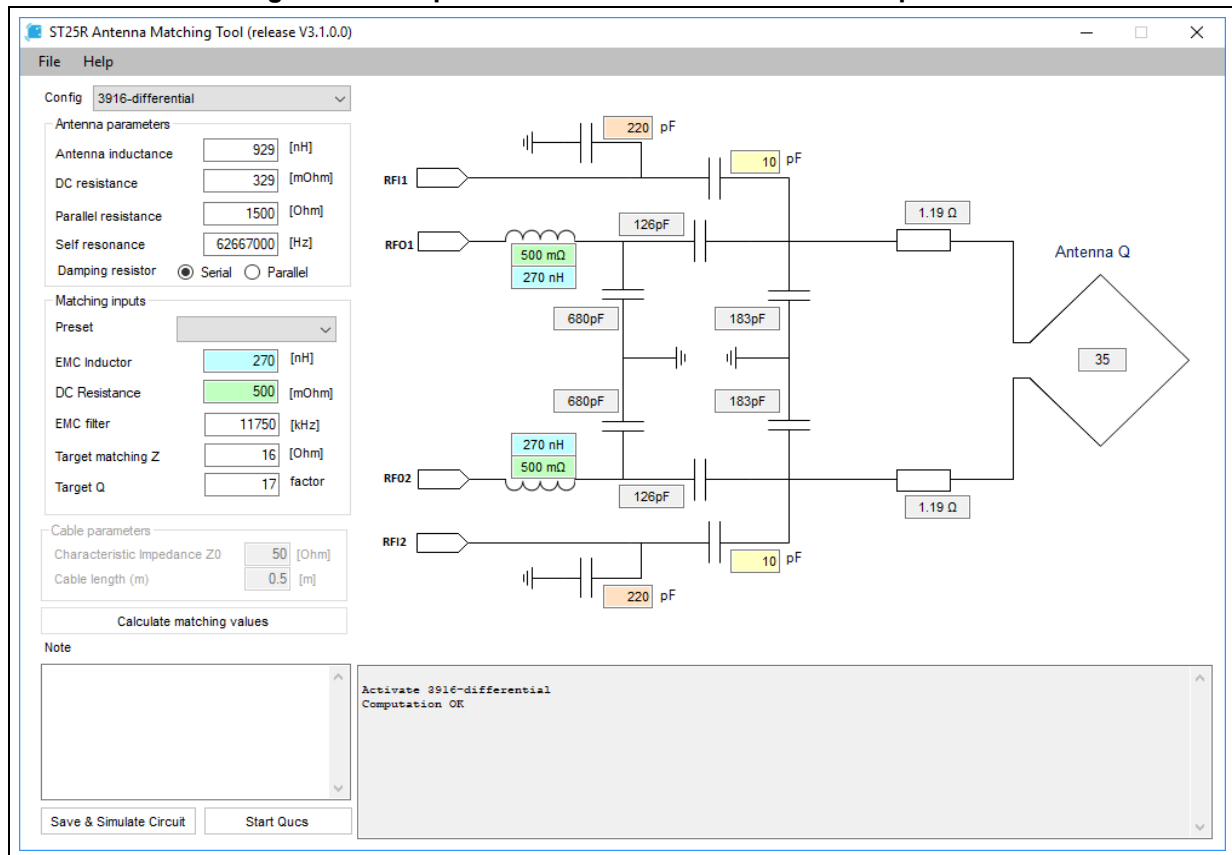 ST25R Antenna Matching Tool (release V3.1.0.0)
File Help
Config 3916-differential
Antenna parameters
Antenna inductance 929 [nH]
DC resistance 329 [mOhm]
Parallel resistance 1500 [Ohm]
Self resonance 62667000 [Hz]
Damping resistor Serial Parallel
Matching inputs
Preset
EMC Inductor 270 [nH]
DC Resistance 500 [mOhm]
EMC filter 11750 [kHz]
Target matching Z 16 [Ohm]
Target Q 17 factor
Cable parameters
Characteristic Impedance Z0 50 [Ohm]
Cable length (m) 0.5 [m]
Calculate matching values
Note
Save & Simulate Circuit Start Qucs
220 pF
10 pF
RFI1
126pF
1.19 Ω
RFO1
500 mΩ
270 nH
Antenna Q
680pF 183pF
35
680pF 183pF
270 nH
500 mΩ
RFO2
126pF
1.19 Ω
RFI2
10 pF
220 pF
Activate 3916-differential
Computation OK